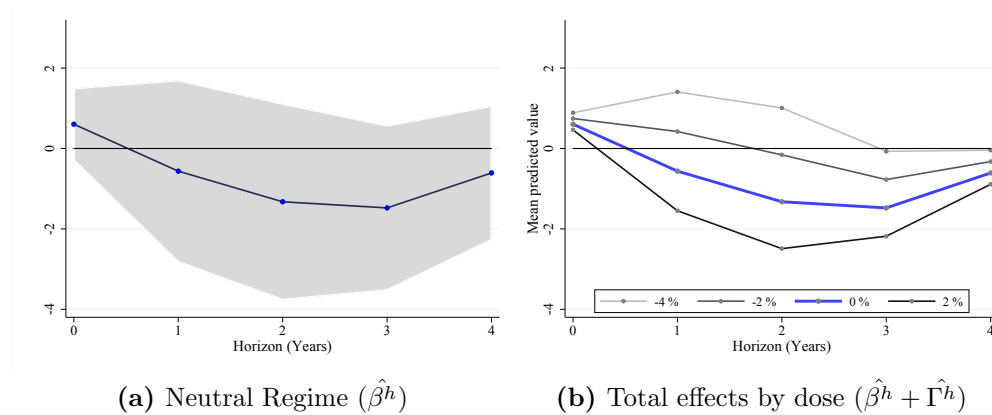 2
0
-2
-4
0 1 2 3 4
Horizon (Years)
(a) Neutral Regime (β̂^h)
Mean predicted value
2
0
-2
-4
-4 % -2 % 0 % 2 %
0 1 2 3 4
Horizon (Years)
(b) Total effects by dose (β̂^h + Γ̂^h)